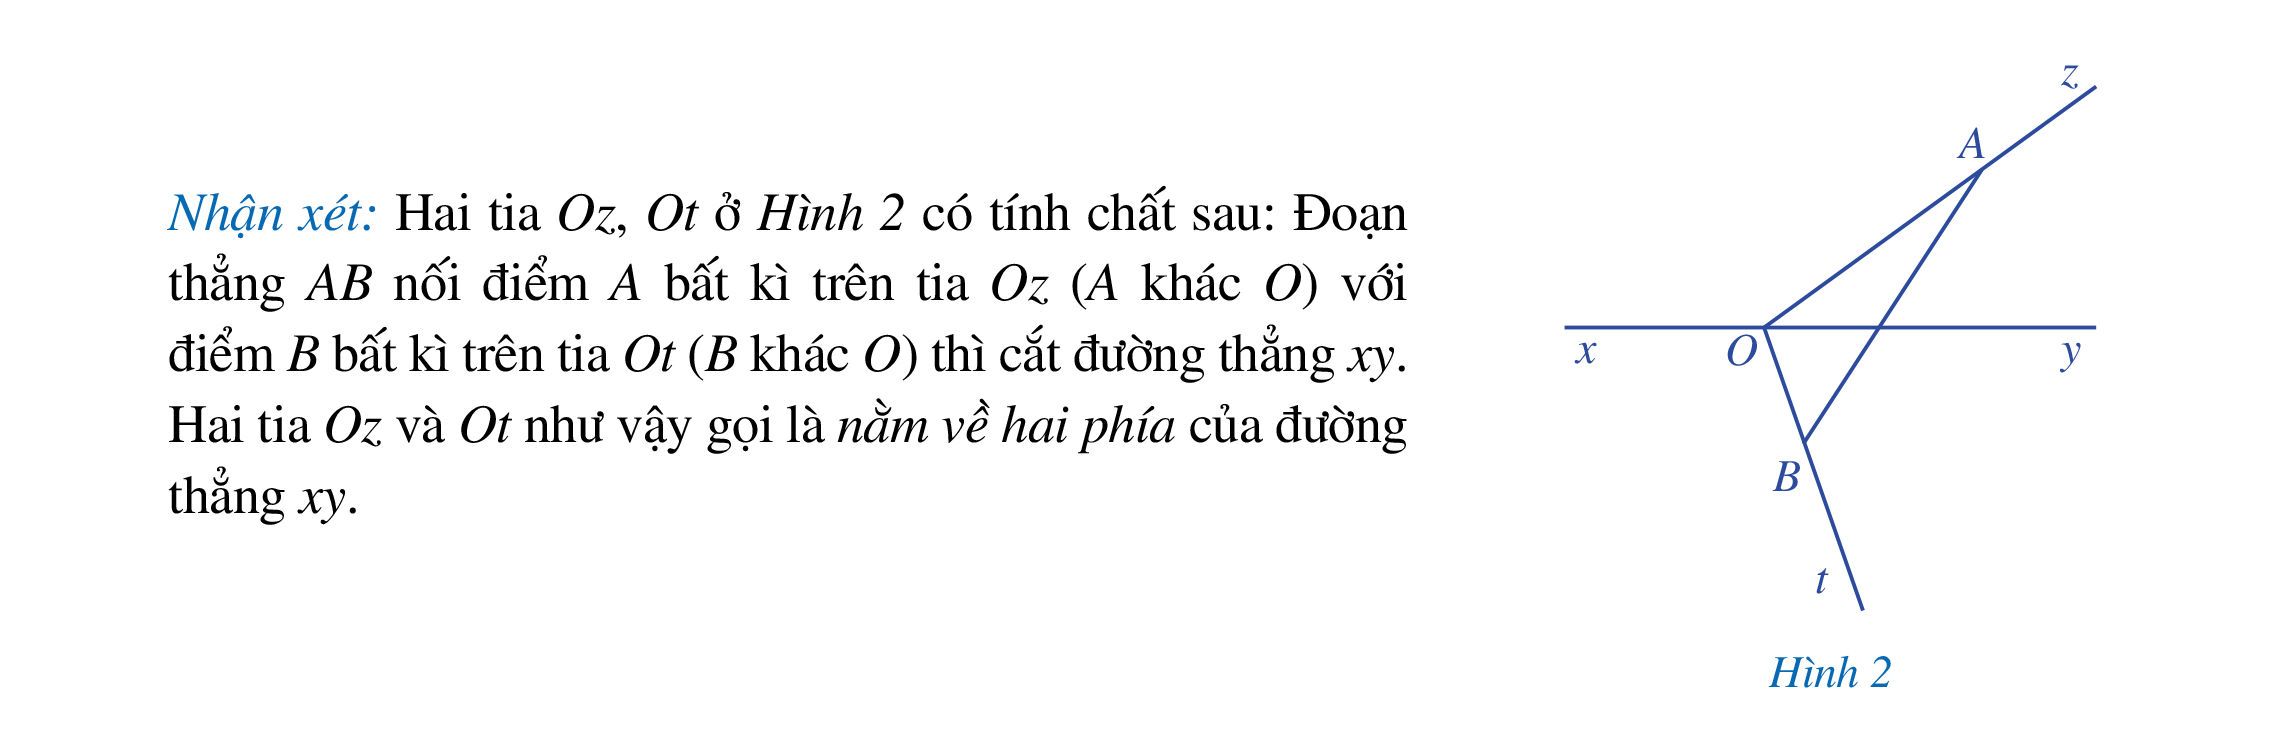 Nhận xét: Hai tia Oz, Ot ở Hình 2 có tính chất sau: Đoạn
thẳng AB nối điểm A bất kì trên tia Oz (A khác O) với
điểm B bất kì trên tia Ot (B khác O) thì cắt đường thẳng xy.
Hai tia Oz và Ot như vậy gọi là nằm về hai phía của đường
thẳng xy.
z
A
x
O
y
B
t
Hình 2